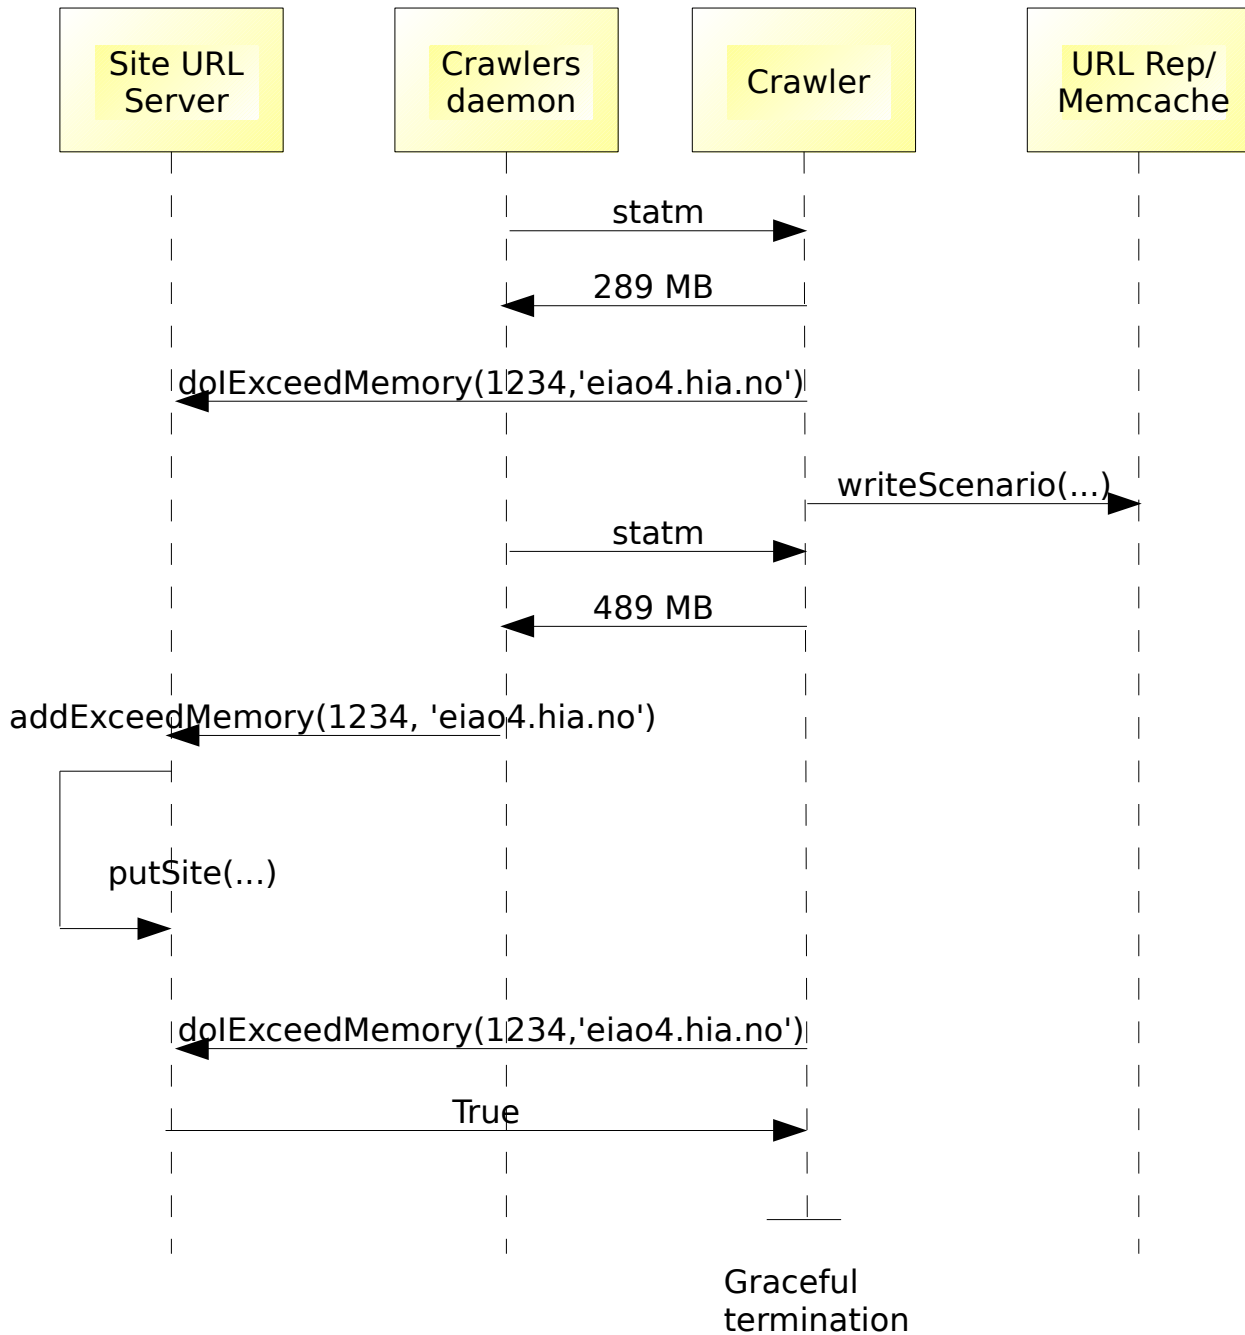 Site URL
Server
Crawlers
daemon
Crawler
URL Rep/
Memcache
statm
289 MB
doIExceedMemory(1234,'eiao4.hia.no')
writeScenario(...)
statm
489 MB
addExceedMemory(1234, 'eiao4.hia.no')
putSite(...)
doIExceedMemory(1234,'eiao4.hia.no')
True
Graceful
termination